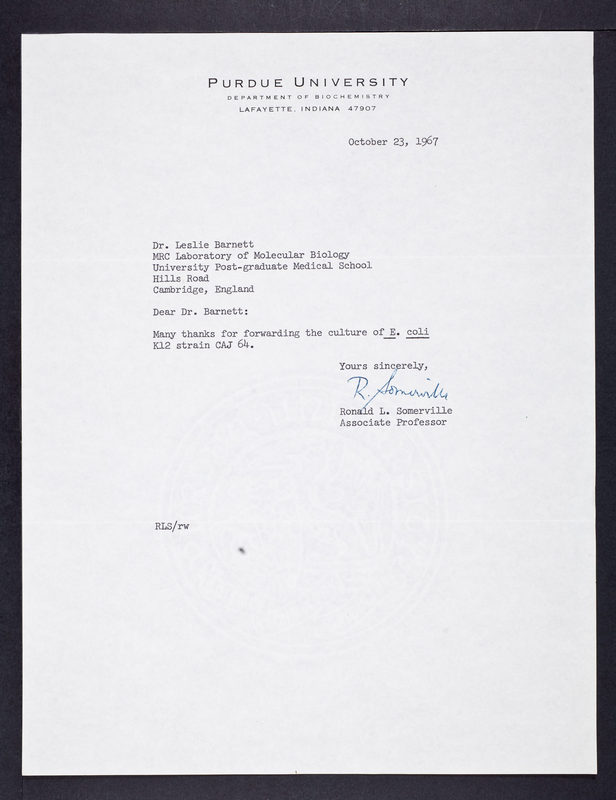 PURDUE UNIVERSITY
DEPARTMENT OF BIOCHEMISTRY
LAFAYETTE, INDIANA 47907
October 23, 1967
Dr. Leslie Barnett
MRC Laboratory of Molecular Biology
University Post-graduate Medical School
Hills Road
Cambridge, England
Dear Dr. Barnett:
Many thanks for forwarding the culture of E. coli
K12 strain CAJ 64.
Yours sincerely,
R. Somerville
Ronald L. Somerville
Associate Professor
RLS/rw